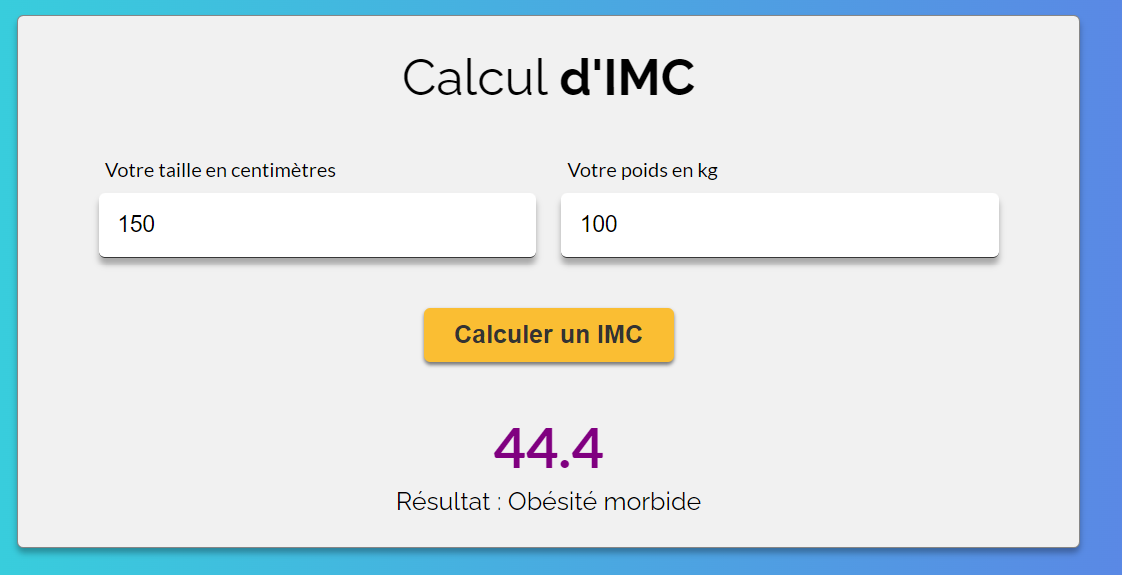 Calcul d'IMC
Votre taille en centimètres
Votre poids en kg
150
100
Calculer un IMC
44.4
Résultat : Obésité morbide